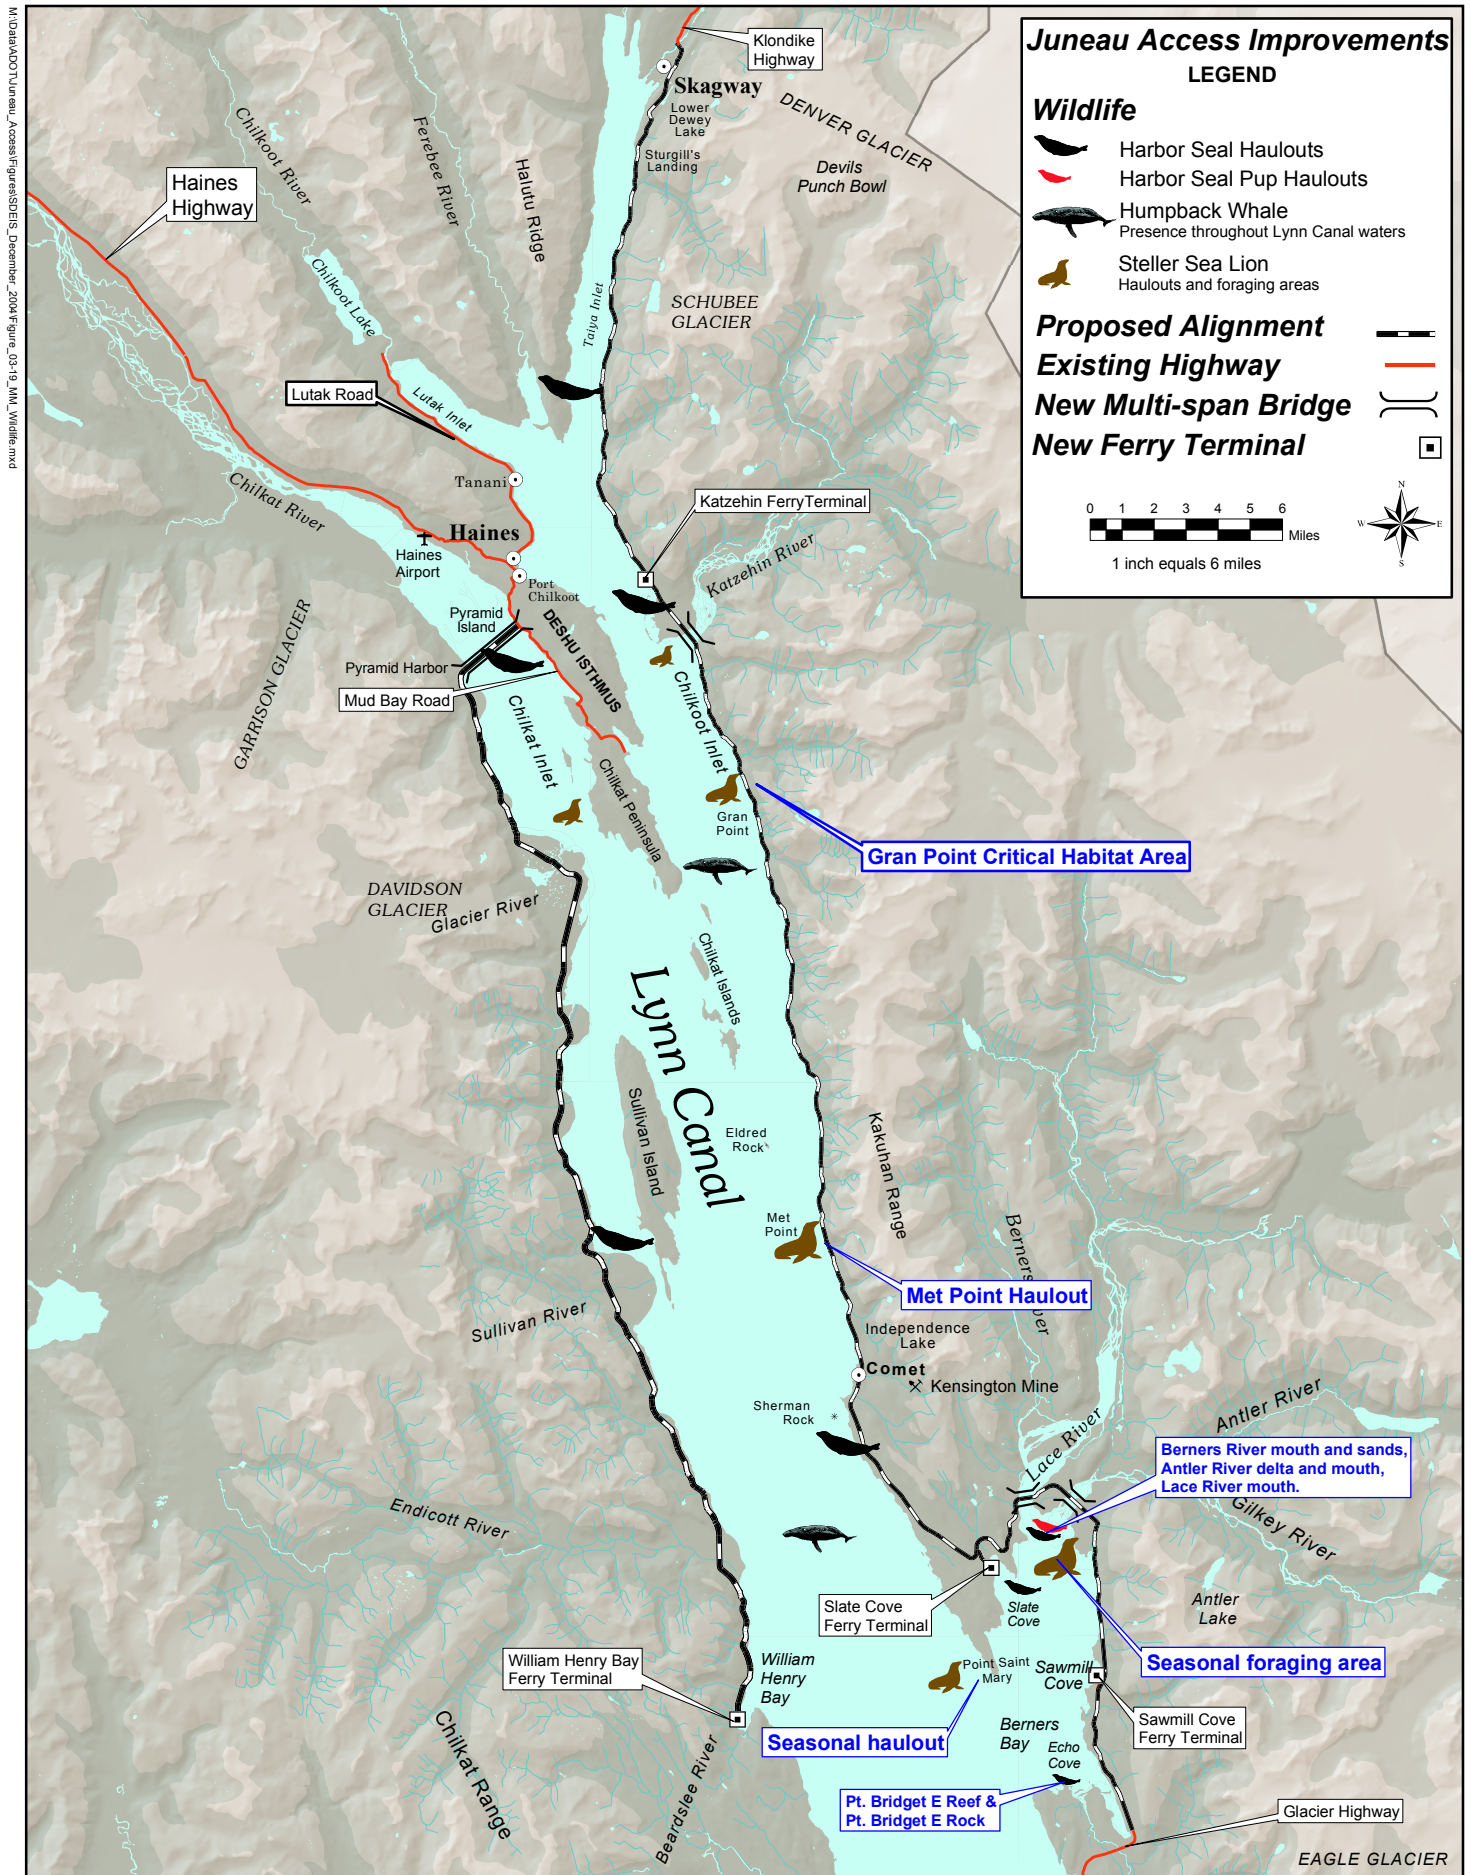 M:\Data\ADOT\Juneau_Access\Figures\SDEIS_December_2004\Figure_03-19_MM_Wildlife.mxd
Juneau Access Improvements
LEGEND
Wildlife
Harbor Seal Haulouts
Harbor Seal Pup Haulouts
Humpback Whale
Presence throughout Lynn Canal waters
Steller Sea Lion
Haulouts and foraging areas
Proposed Alignment
Existing Highway
New Multi-span Bridge
New Ferry Terminal
0 1 2 3 4 5 6
Miles
1 inch equals 6 miles
N
W
E
S
Klondike
Highway
Skagway
Lower
Dewey
Lake
Sturgill's
Landing
DENVER GLACIER
Devils
Punch Bowl
Chilkoot River
Ferebee River
Halutu Ridge
Haines
Highway
Chilkoot Lake
Taiya Inlet
SCHUBEE
GLACIER
Lutak Road
Lutak Inlet
Tanani
Chilkat River
Haines
Haines
Airport
Port
Chilkoot
Katzehin FerryTerminal
Katzehin River
Pyramid
Island
DESHU ISTHMUS
Pyramid Harbor
Mud Bay Road
GARRISON GLACIER
Chilkat Inlet
Chilkoot Inlet
Chilkat Peninsula
Gran
Point
Gran Point Critical Habitat Area
DAVIDSON
GLACIER
Glacier River
Chilkat Islands
Lynn Canal
Sullivan Island
Eldred
Rock
Kakuhan Range
Met
Point
Met Point Haulout
Berners River
Sullivan River
Independence
Lake
Comet
Kensington Mine
Sherman
Rock
Antler River
Lace River
Berners River mouth and sands,
Antler River delta and mouth,
Lace River mouth.
Gilkey River
Endicott River
Slate Cove
Ferry Terminal
Slate
Cove
Antler
Lake
William Henry Bay
Ferry Terminal
William
Henry
Bay
Point Saint
Mary
Sawmill
Cove
Seasonal foraging area
Seasonal haulout
Berners
Bay
Sawmill Cove
Ferry Terminal
Echo
Cove
Chilkat Range
Beardslee River
Pt. Bridget E Reef &
Pt. Bridget E Rock
Glacier Highway
EAGLE GLACIER